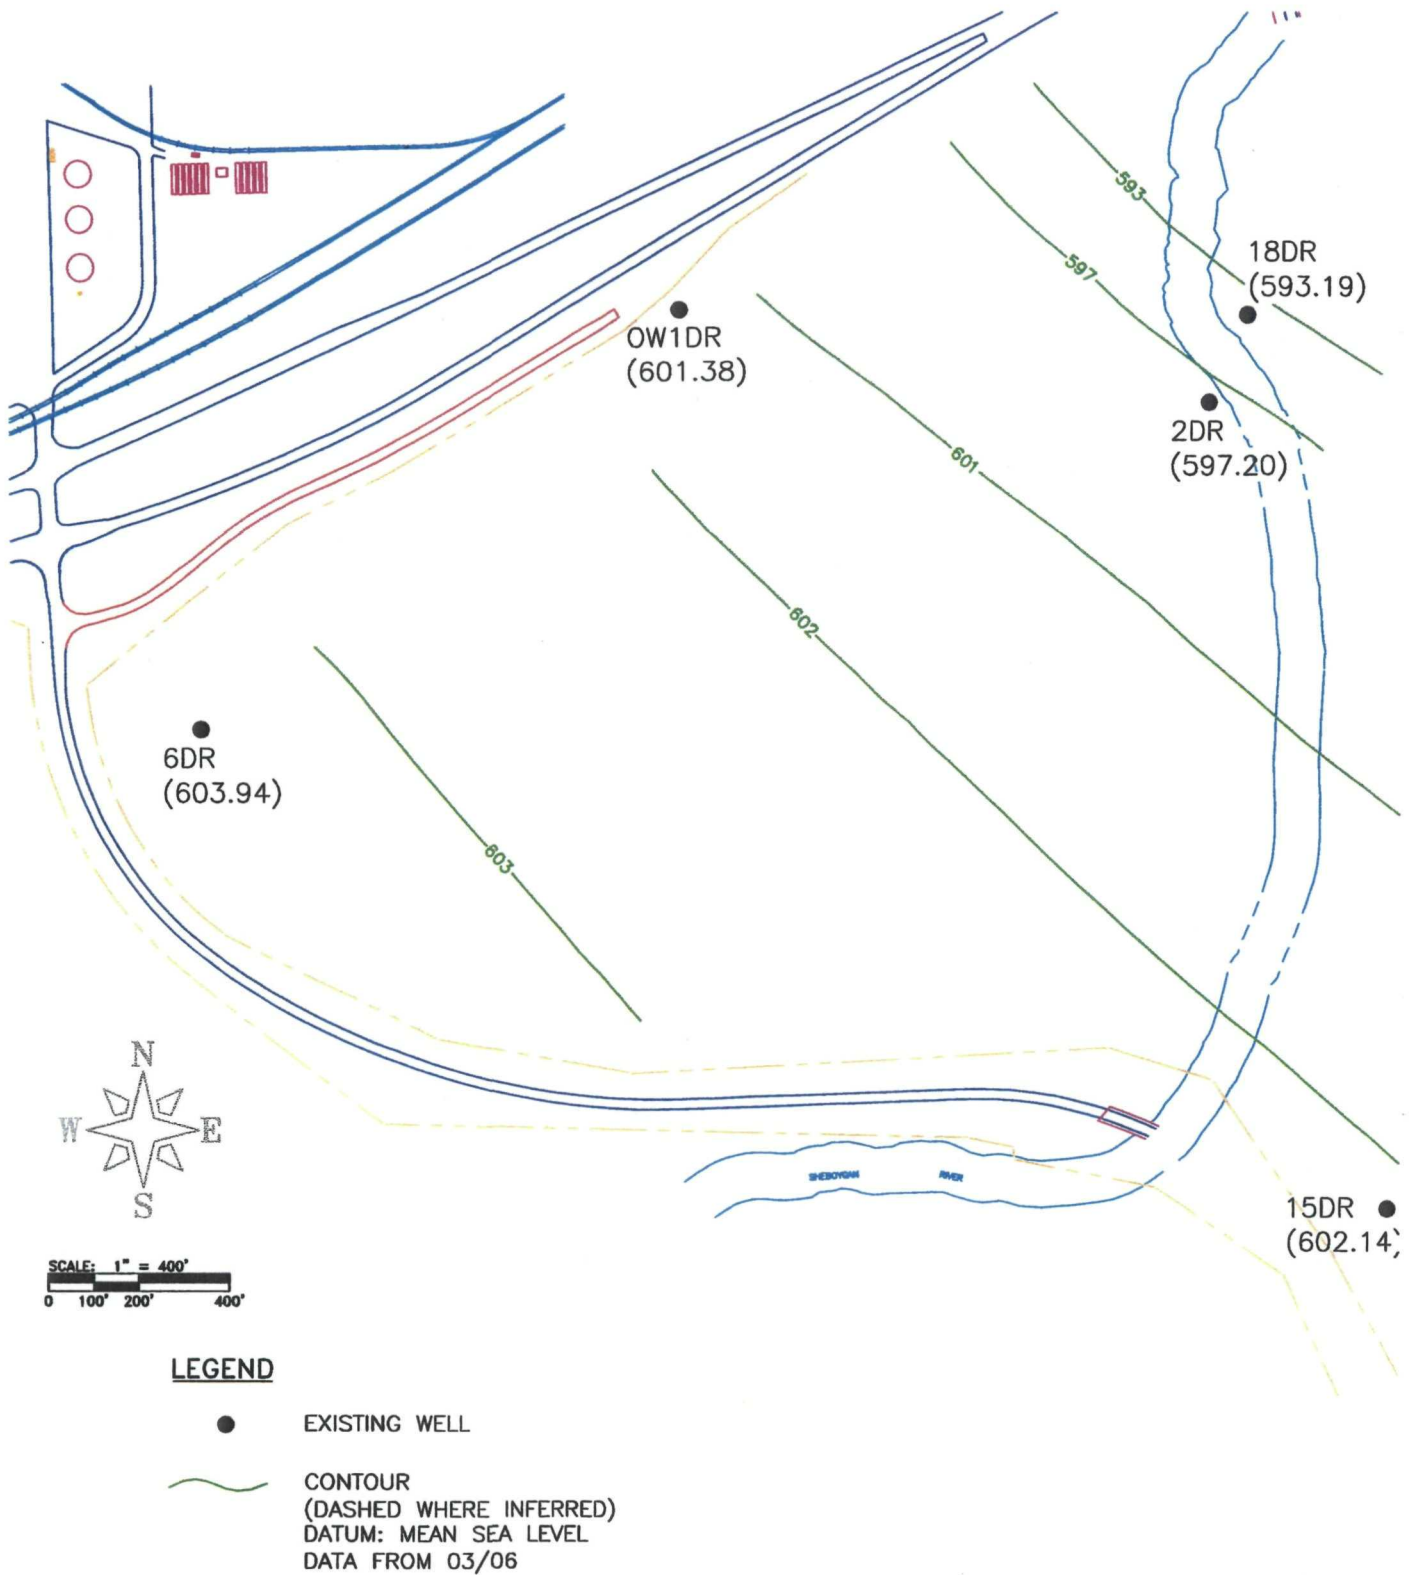 593
18DR
(593.19)
597
OW1DR
(601.38)
2DR
(597.20)
601
602
6DR
(603.94)
603
N
W E
S
SHEBOYGAN RIVER
15DR
(602.14)
SCALE: 1" = 400'
0 100' 200' 400'
LEGEND
EXISTING WELL
CONTOUR
(DASHED WHERE INFERRED)
DATUM: MEAN SEA LEVEL
DATA FROM 03/06